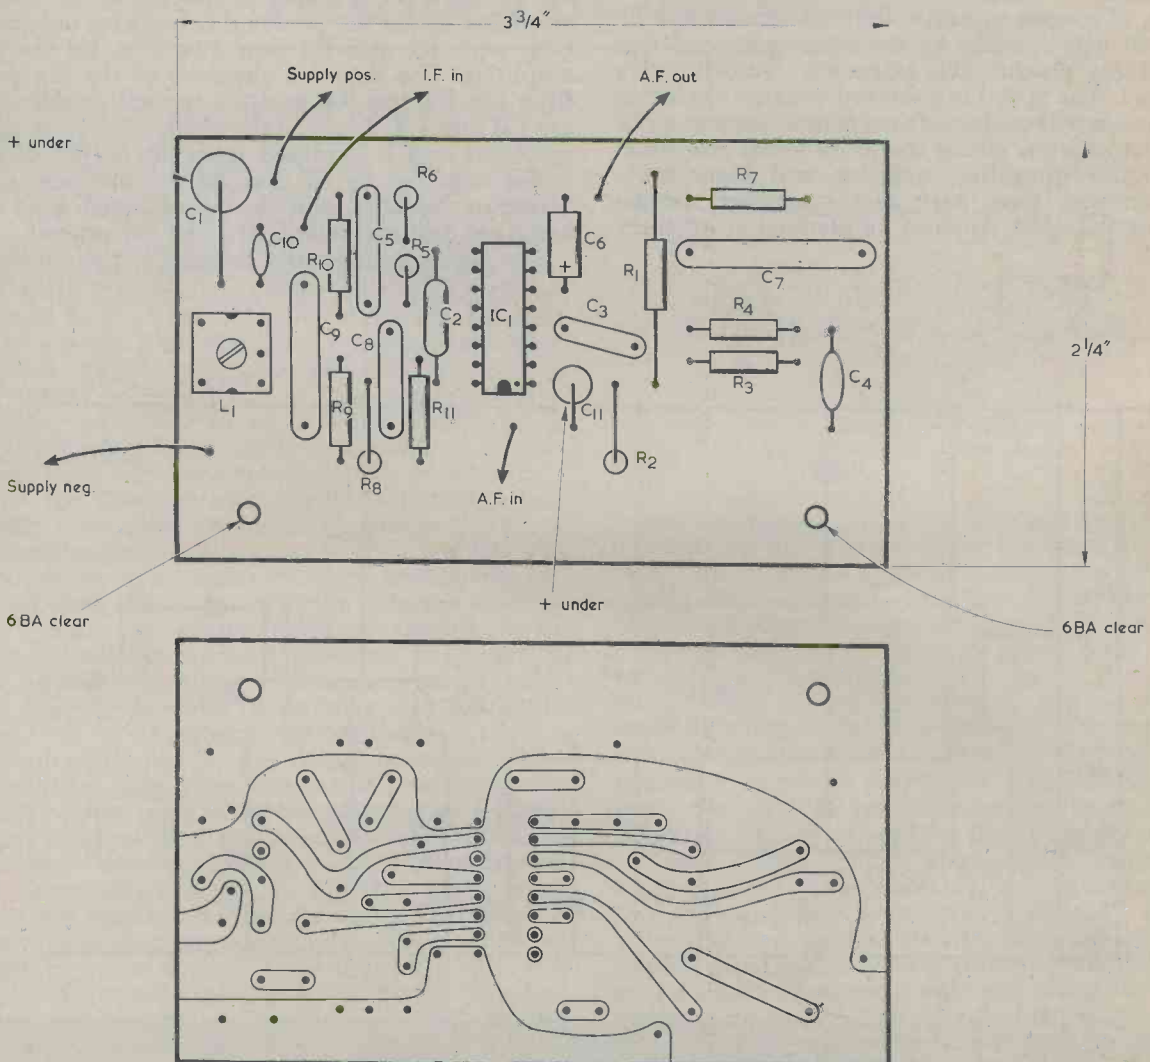 3 3/4"
Supply pos.
I.F. in
A.F. out
+ under
R6
R7
C1
C10
C5
R10
R5
C6
+
R1
C7
C2
IC1
C3
C9
C8
R4
2 1/4"
R3
C4
L1
R9
R11
C11
R2
R8
Supply neg.
A.F. in
+ under
6BA clear
6BA clear